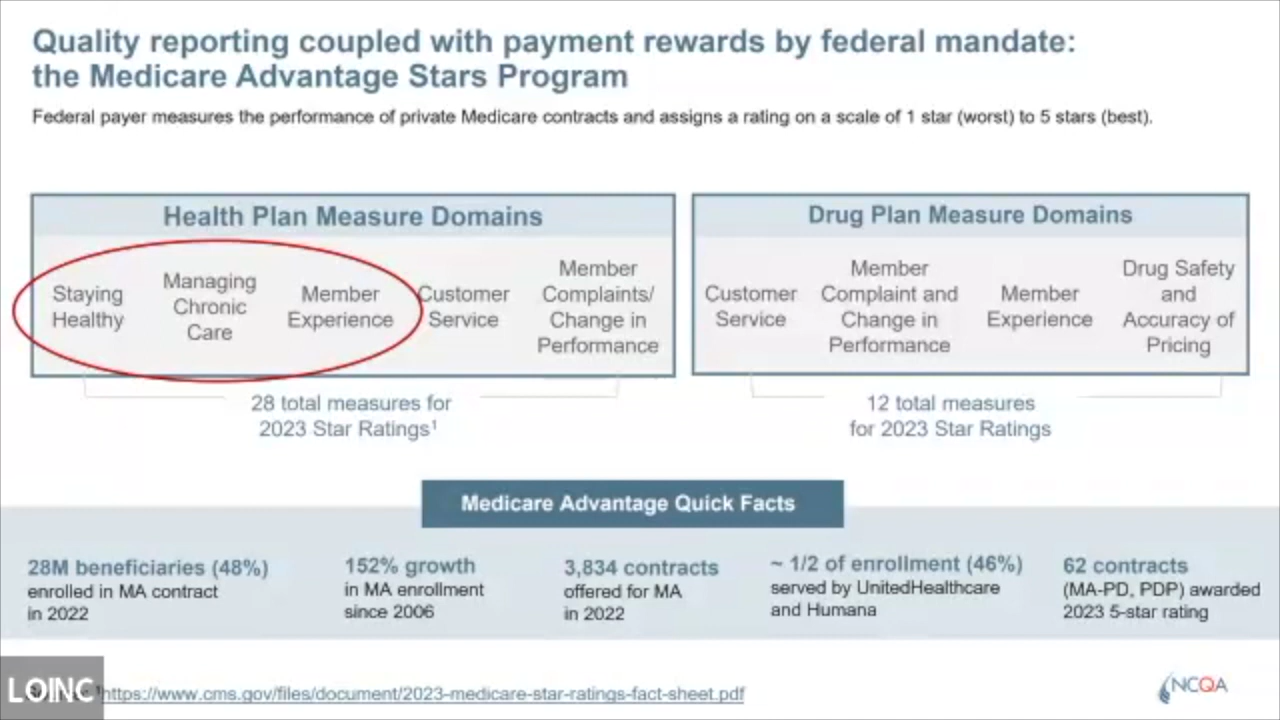 Quality reporting coupled with payment rewards by federal mandate:
the Medicare Advantage Stars Program
Federal payer measures the performance of private Medicare contracts and assigns a rating on a scale of 1 star (worst) to 5 stars (best).
Health Plan Measure Domains
Staying
Healthy
Managing
Chronic
Care
Member
Experience
Customer
Service
Member
Complaints/
Change in
Performance
28 total measures for
2023 Star Ratings¹
Drug Plan Measure Domains
Customer
Service
Member
Complaint and
Change in
Performance
Member
Experience
Drug Safety
and
Accuracy of
Pricing
12 total measures
for 2023 Star Ratings
Medicare Advantage Quick Facts
28M beneficiaries (48%)
enrolled in MA contract
in 2022
152% growth
in MA enrollment
since 2006
3,834 contracts
offered for MA
in 2022
~ 1/2 of enrollment (46%)
served by UnitedHealthcare
and Humana
62 contracts
(MA-PD, PDP) awarded
2023 5-star rating
LOINC
¹https://www.cms.gov/files/document/2023-medicare-star-ratings-fact-sheet.pdf
NCQA